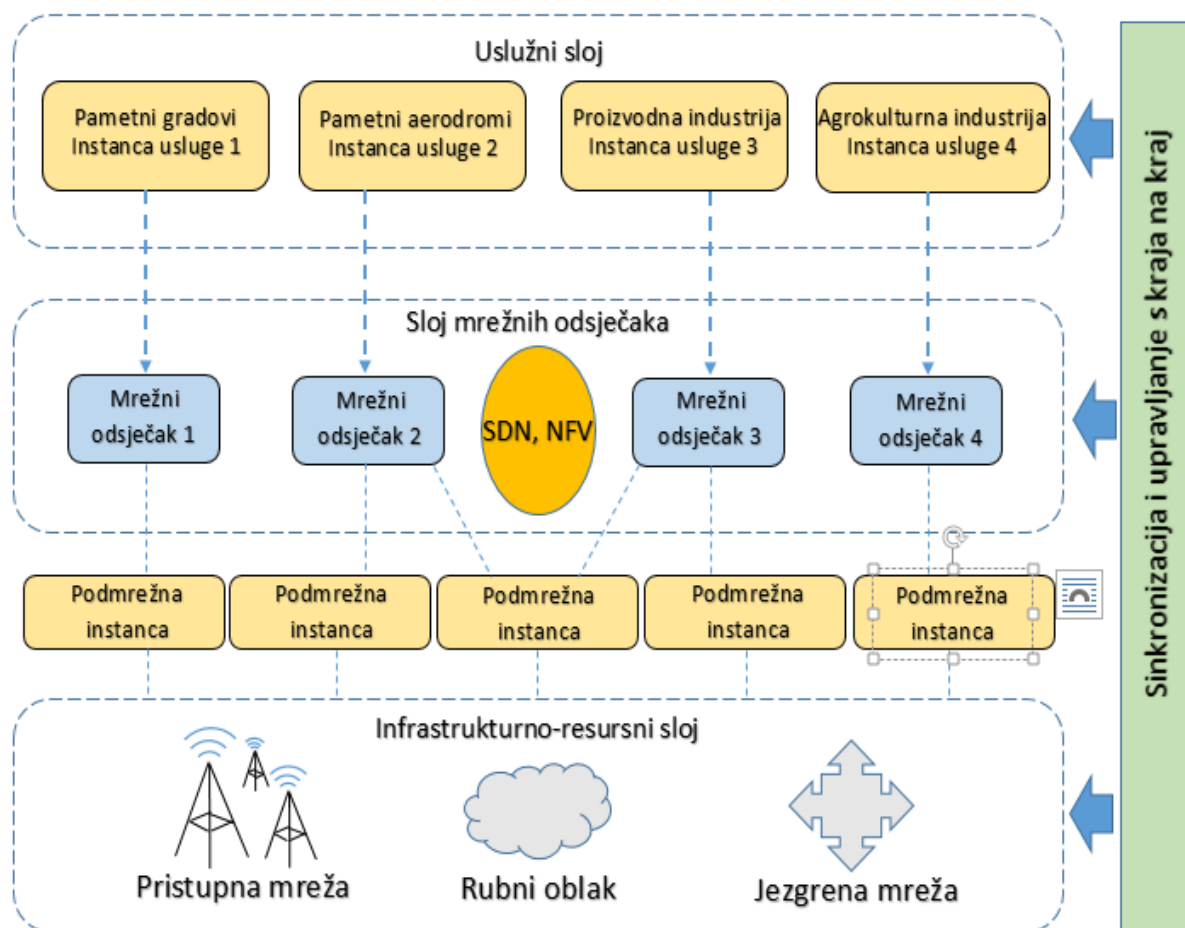 Uslužni sloj
Pametni gradovi
Instanca usluge 1
Pametni aerodromi
Instanca usluge 2
Proizvodna industrija
Instanca usluge 3
Agrokulturna industrija
Instanca usluge 4
Sloj mrežnih odsječaka
Mrežni
odsječak 1
Mrežni
odsječak 2
SDN, NFV
Mrežni
odsječak 3
Mrežni
odsječak 4
Podmrežna
instanca
Podmrežna
instanca
Podmrežna
instanca
Podmrežna
instanca
Podmrežna
instanca
Infrastrukturno-resursni sloj
Pristupna mreža
Rubni oblak
Jezgrena mreža
Sinkronizacija i upravljanje s kraja na kraj